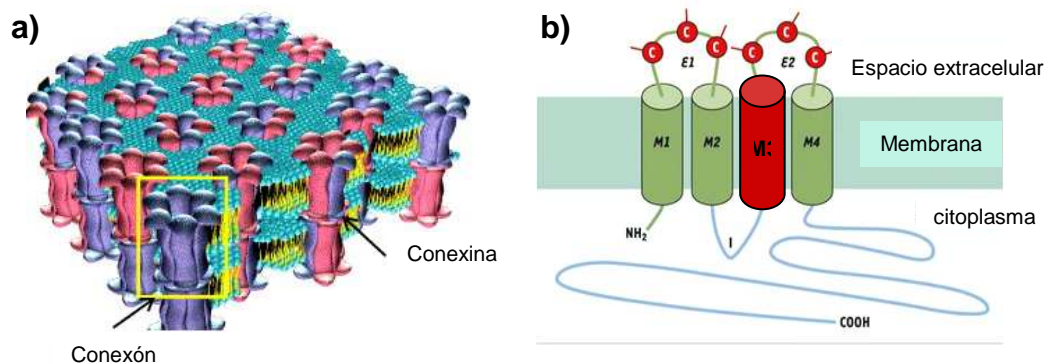 a)
Conexina
Conexón
b)
C
C
C
C
C
C
E1
E2
Espacio extracelular
M1
M2
M4
Membrana
NH2
I
citoplasma
COOH